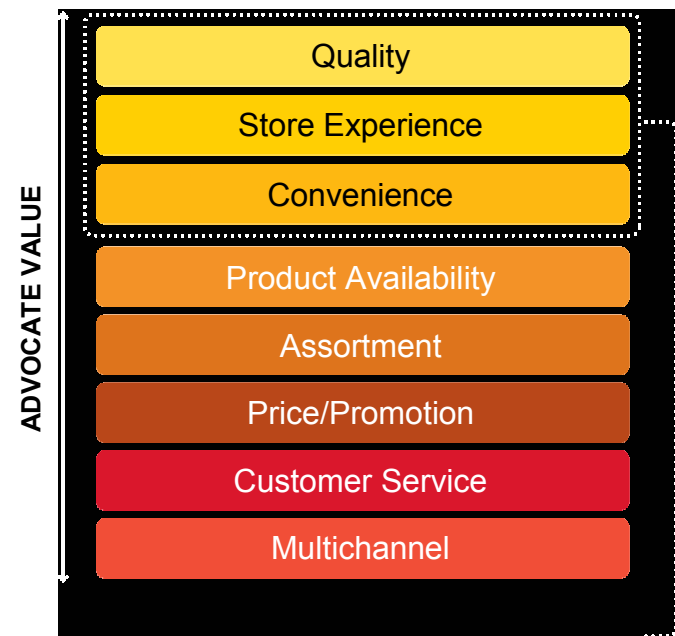 ADVOCATE VALUE
Quality
Store Experience
Convenience
Product Availability
Assortment
Price/Promotion
Customer Service
Multichannel